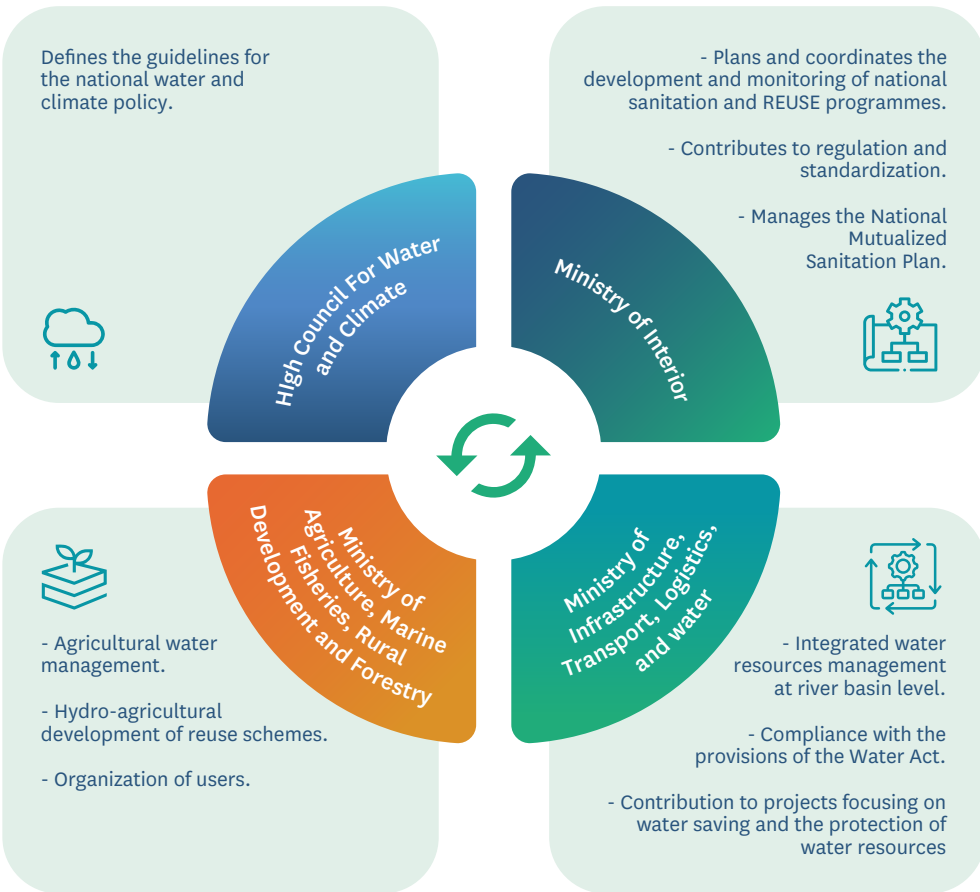 Defines the guidelines for
the national water and
climate policy.
- Plans and coordinates the
development and monitoring of national
sanitation and REUSE programmes.
- Contributes to regulation and
standardization.
- Manages the National
Mutualized
Sanitation Plan.
HIgh Council For Water
and Climate
Ministry of Interior
Ministry of
Agriculture, Marine
Fisheries, Rural
Development and Forestry
Ministry of
Infrastructure,
Transport, Logistics,
and water
- Agricultural water
management.
- Hydro-agricultural
development of reuse schemes.
- Organization of users.
- Integrated water
resources management
at river basin level.
- Compliance with the
provisions of the Water Act.
- Contribution to projects focusing on
water saving and the protection of
water resources